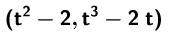 (t² − 2, t³ − 2 t)